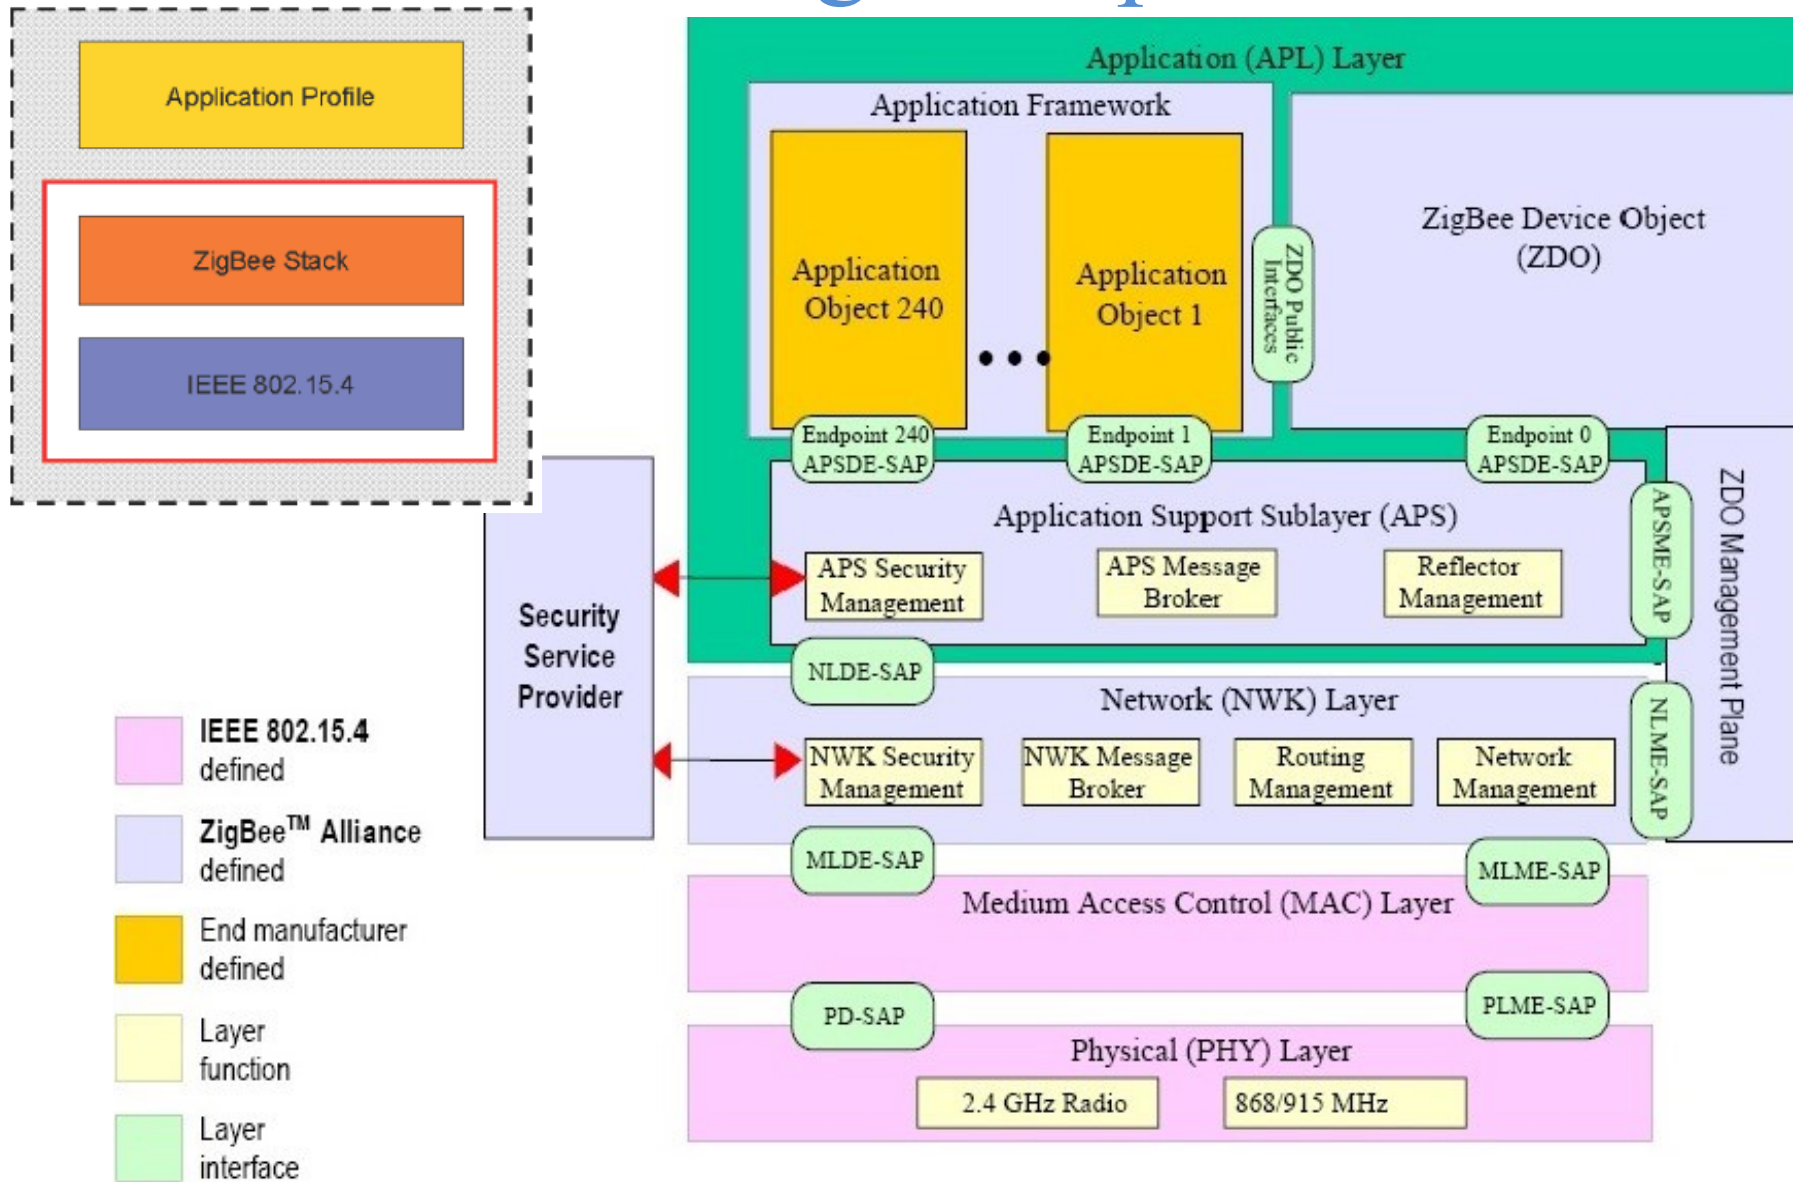 Application Profile
ZigBee Stack
IEEE 802.15.4
Application (APL) Layer
Application Framework
Application
Object 240
Application
Object 1
ZDO Public
Interfaces
ZigBee Device Object
(ZDO)
Endpoint 240
APSDE-SAP
Endpoint 1
APSDE-SAP
Endpoint 0
APSDE-SAP
Application Support Sublayer (APS)
APS Security
Management
APS Message
Broker
Reflector
Management
APSME-SAP
ZDO Management Plane
Security
Service
Provider
NLDE-SAP
Network (NWK) Layer
NWK Security
Management
NWK Message
Broker
Routing
Management
Network
Management
NLME-SAP
MLDE-SAP
MLME-SAP
Medium Access Control (MAC) Layer
PD-SAP
PLME-SAP
Physical (PHY) Layer
2.4 GHz Radio
868/915 MHz
IEEE 802.15.4
defined
ZigBee™ Alliance
defined
End manufacturer
defined
Layer
function
Layer
interface